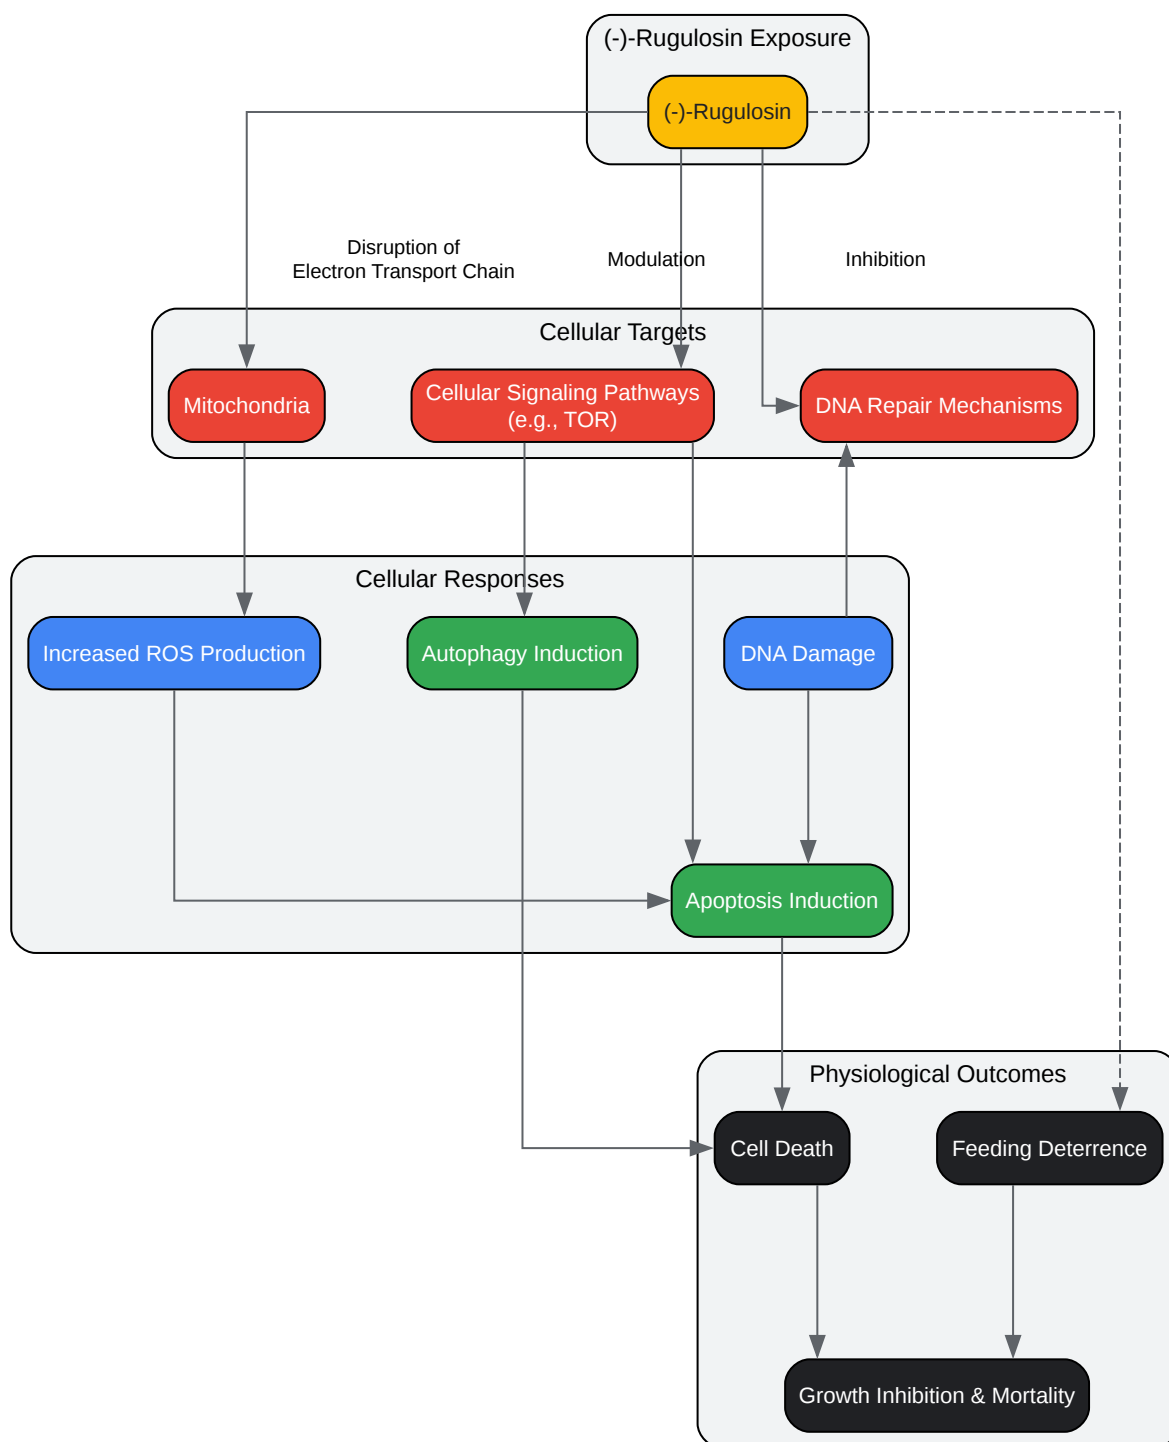 (-)-Rugulosin Exposure
(-)-Rugulosin
Disruption of
Electron Transport Chain
Modulation
Inhibition
Cellular Targets
Mitochondria
Cellular Signaling Pathways
(e.g., TOR)
DNA Repair Mechanisms
Cellular Responses
Increased ROS Production
Autophagy Induction
DNA Damage
Apoptosis Induction
Physiological Outcomes
Cell Death
Feeding Deterrence
Growth Inhibition & Mortality